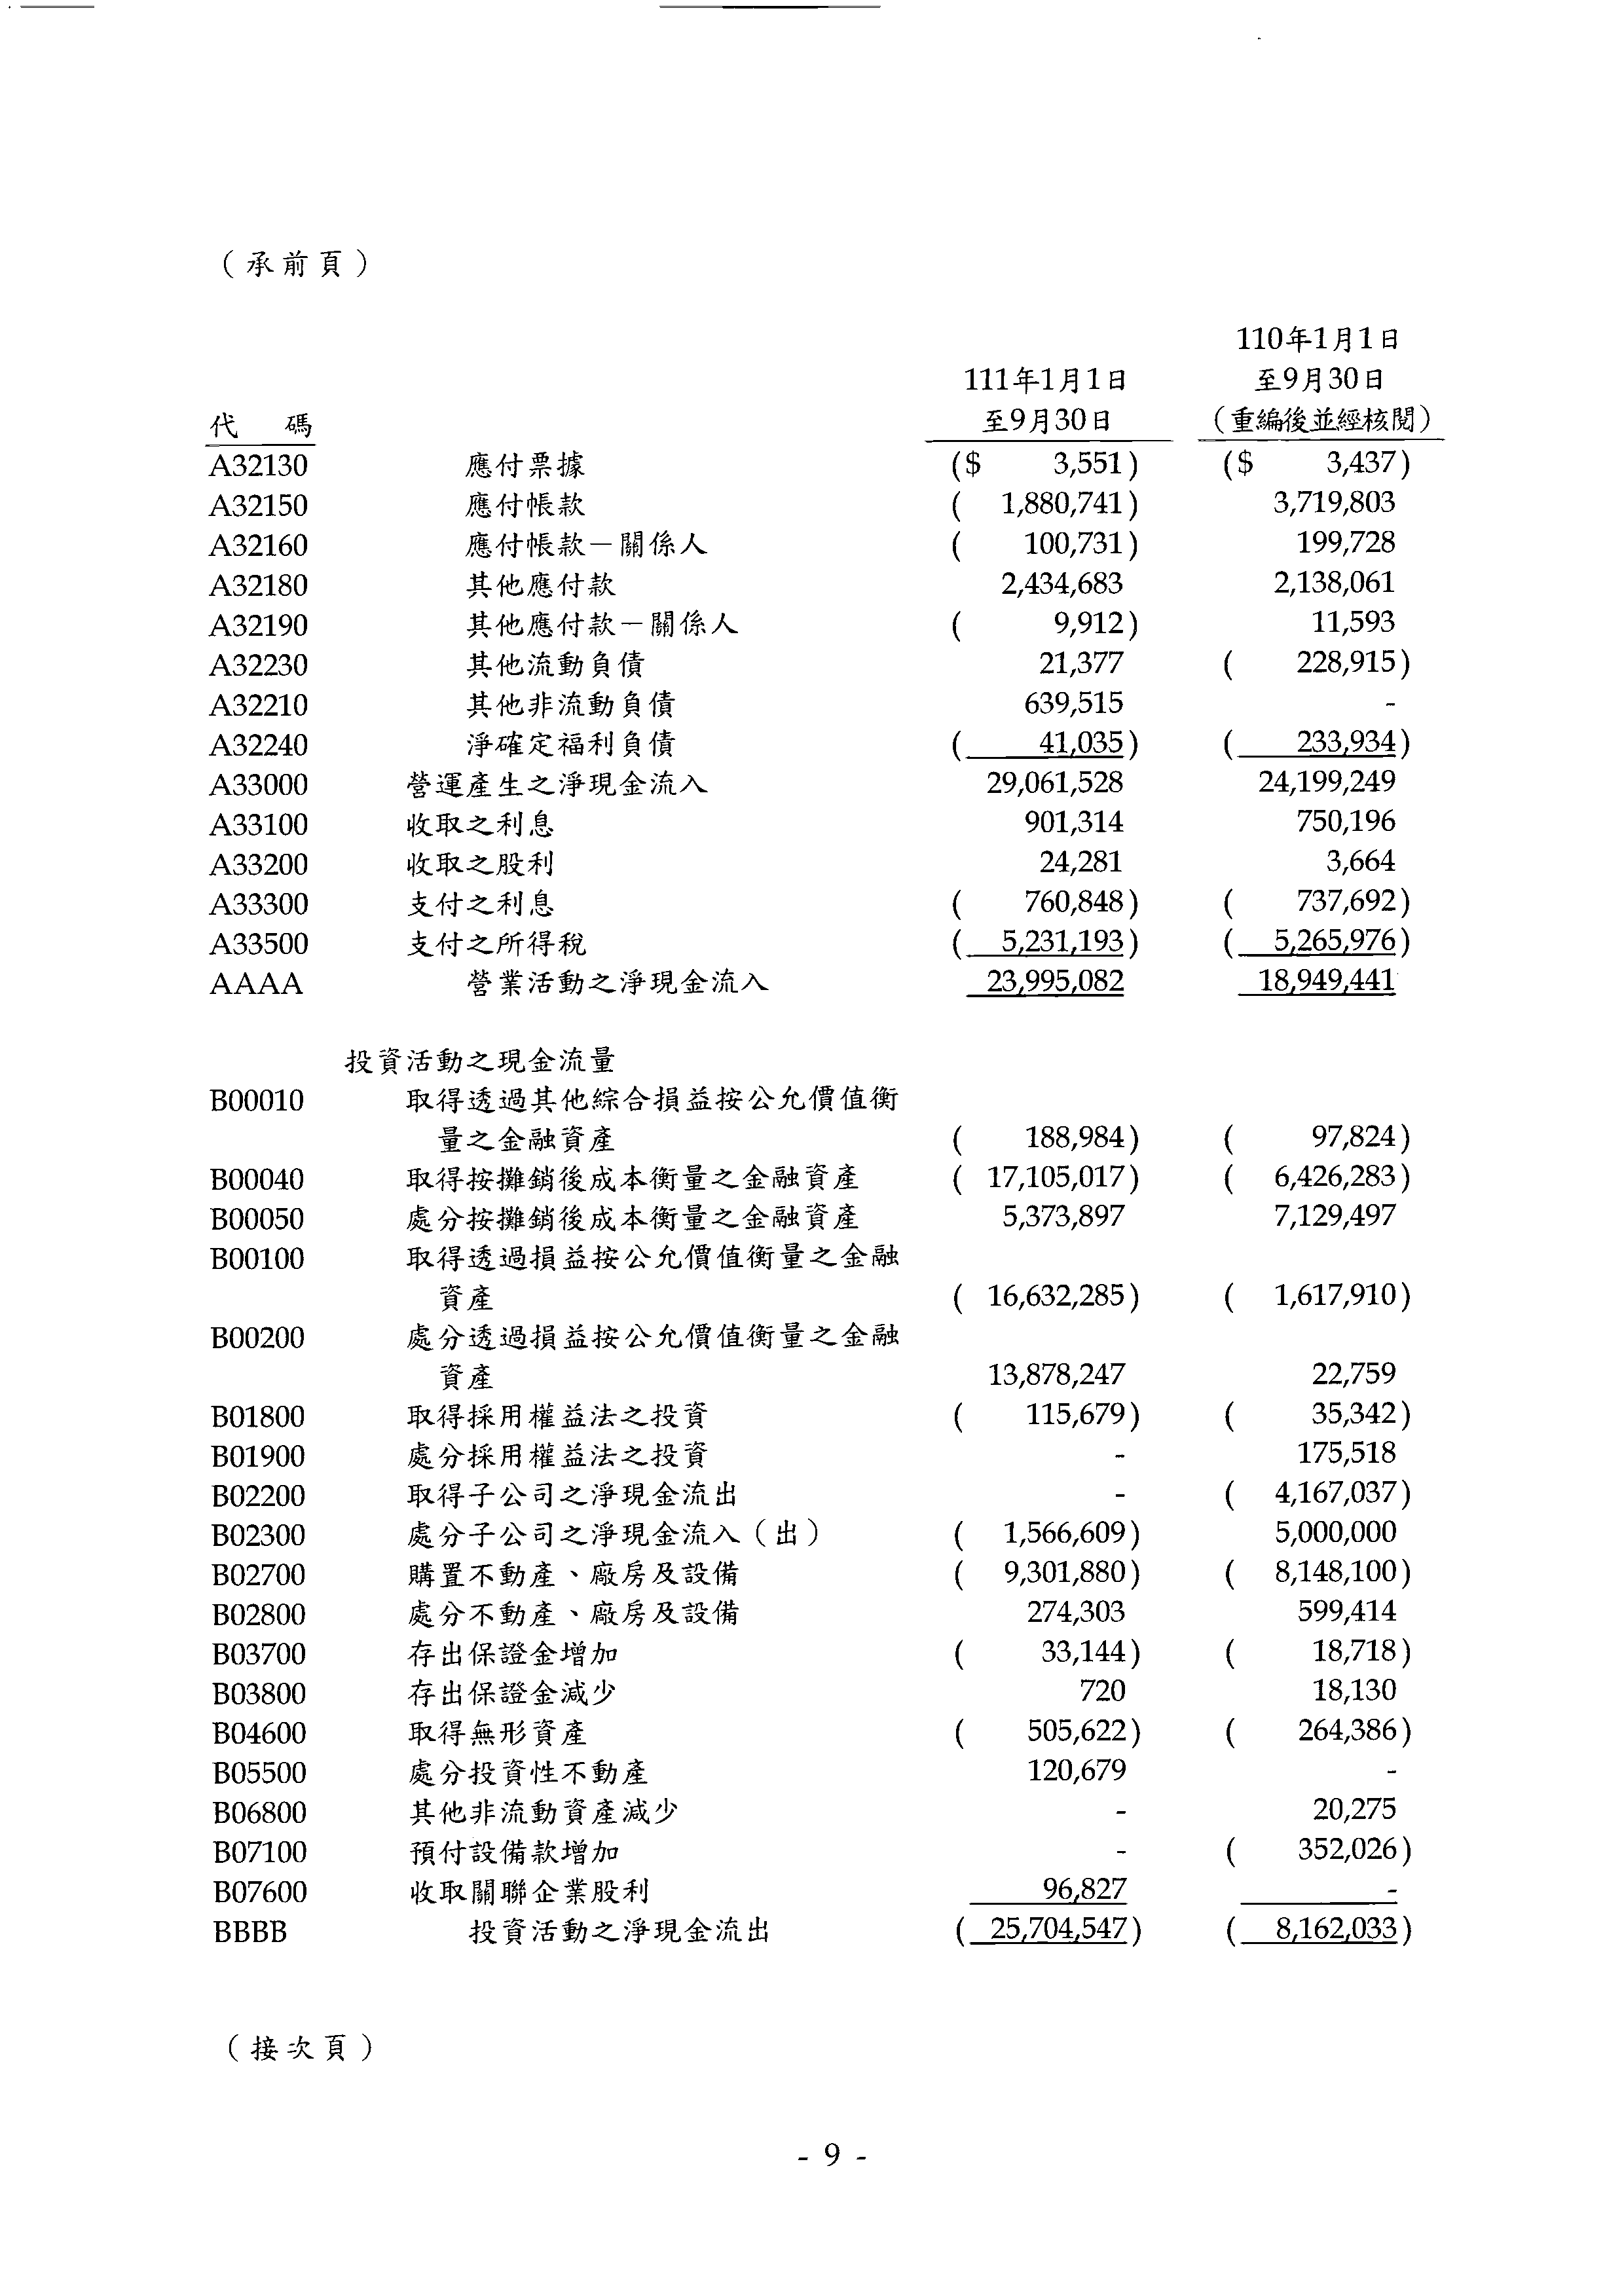 （承前頁）
110年1月1日
111年1月1日 至9月30日
代 碼 至9月30日 （重編後並經核閱）
A32130 應付票據 ($ 3,551) ($ 3,437)
A32150 應付帳款 ( 1,880,741) 3,719,803
A32160 應付帳款－關係人 ( 100,731) 199,728
A32180 其他應付款 2,434,683 2,138,061
A32190 其他應付款－關係人 ( 9,912) 11,593
A32230 其他流動負債 21,377 ( 228,915)
A32210 其他非流動負債 639,515 -
A32240 淨確定福利負債 ( 41,035) ( 233,934)
A33000 營運產生之淨現金流入 29,061,528 24,199,249
A33100 收取之利息 901,314 750,196
A33200 收取之股利 24,281 3,664
A33300 支付之利息 ( 760,848) ( 737,692)
A33500 支付之所得稅 ( 5,231,193) ( 5,265,976)
AAAA 營業活動之淨現金流入 23,995,082 18,949,441
投資活動之現金流量
B00010 取得透過其他綜合損益按公允價值衡
量之金融資產 ( 188,984) ( 97,824)
B00040 取得按攤銷後成本衡量之金融資產 ( 17,105,017) ( 6,426,283)
B00050 處分按攤銷後成本衡量之金融資產 5,373,897 7,129,497
B00100 取得透過損益按公允價值衡量之金融
資產 ( 16,632,285) ( 1,617,910)
B00200 處分透過損益按公允價值衡量之金融
資產 13,878,247 22,759
B01800 取得採用權益法之投資 ( 115,679) ( 35,342)
B01900 處分採用權益法之投資 - 175,518
B02200 取得子公司之淨現金流出 - ( 4,167,037)
B02300 處分子公司之淨現金流入（出） ( 1,566,609) 5,000,000
B02700 購置不動產、廠房及設備 ( 9,301,880) ( 8,148,100)
B02800 處分不動產、廠房及設備 274,303 599,414
B03700 存出保證金增加 ( 33,144) ( 18,718)
B03800 存出保證金減少 720 18,130
B04600 取得無形資產 ( 505,622) ( 264,386)
B05500 處分投資性不動產 120,679 -
B06800 其他非流動資產減少 - 20,275
B07100 預付設備款增加 - ( 352,026)
B07600 收取關聯企業股利 96,827 -
BBBB 投資活動之淨現金流出 ( 25,704,547) ( 8,162,033)
（接次頁）
- 9 -